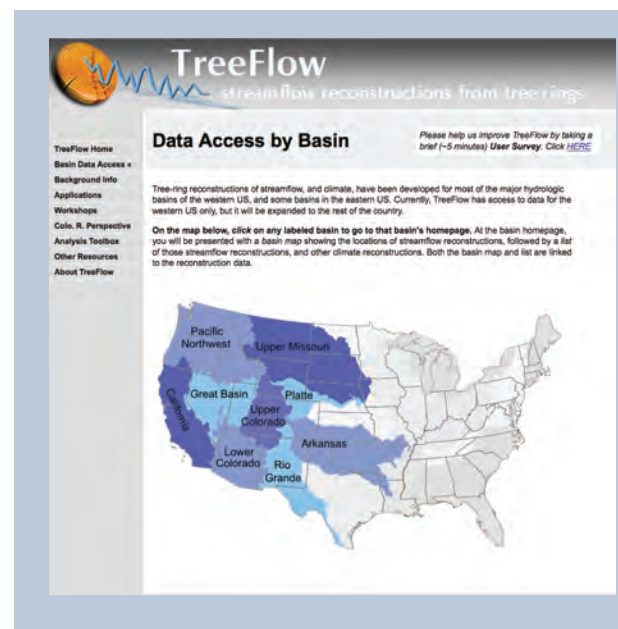 TreeFlow
streamflow reconstructions from tree rings
TreeFlow Home
Basin Data Access «
Background Info
Applications
Workshops
Colo. R. Perspective
Analysis Toolbox
Other Resources
About TreeFlow
Data Access by Basin
Please help us improve TreeFlow by taking a
brief (~5 minutes) User Survey. Click HERE
Tree-ring reconstructions of streamflow, and climate, have been developed for most of the major hydrologic
basins of the western US, and some basins in the eastern US. Currently, TreeFlow has access to data for the
western US only, but it will be expanded to the rest of the country.
On the map below, click on any labeled basin to go to that basin's homepage. At the basin homepage,
you will be presented with a basin map showing the locations of streamflow reconstructions, followed by a list
of those streamflow reconstructions, and other climate reconstructions. Both the basin map and list are linked
to the reconstruction data.
Pacific
Northwest
Upper Missouri
California
Great Basin
Platte
Upper
Colorado
Arkansas
Lower
Colorado
Rio
Grande